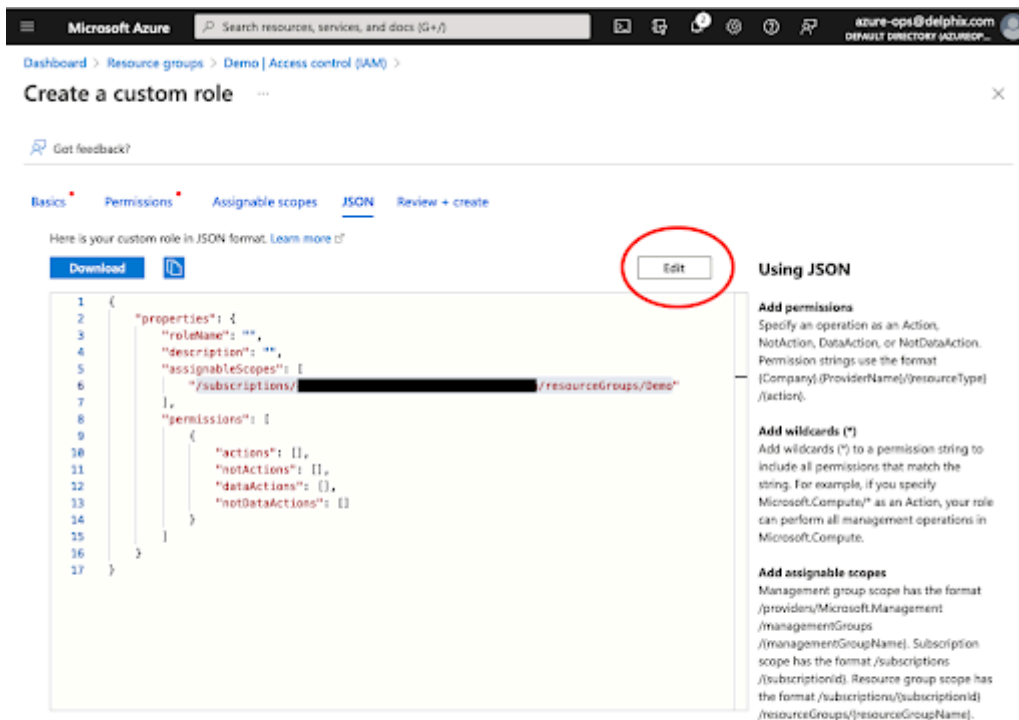 Microsoft Azure
Search resources, services, and docs (G+/)
2
azure-ops@delphix.com
DEFAULT DIRECTORY (AZUREOP...
Dashboard > Resource groups > Demo | Access control (IAM) >
Create a custom role ...
Got feedback?
Basics Permissions Assignable scopes JSON Review + create
Here is your custom role in JSON format. Learn more
Download
Edit
1 {
2 "properties": {
3 "roleName": "",
4 "description": "",
5 "assignableScopes": [
6 "/subscriptions/ /resourceGroups/Demo"
7 ],
8 "permissions": [
9 {
10 "actions": [],
11 "notActions": [],
12 "dataActions": [],
13 "notDataActions": []
14 }
15 ]
16 }
17 }
Using JSON
Add permissions
Specify an operation as an Action,
NotAction, DataAction, or NotDataAction.
Permission strings use the format
{Company}.{ProviderName}/{resourceType}
/{action}.
Add wildcards (*)
Add wildcards (*) to a permission string to
include all permissions that match the
string. For example, if you specify
Microsoft.Compute/* as an Action, your role
can perform all management operations in
Microsoft.Compute.
Add assignable scopes
Management group scope has the format
/providers/Microsoft.Management
/managementGroups
/{managementGroupName}. Subscription
scope has the format /subscriptions
/{subscriptionId}. Resource group scope has
the format /subscriptions/{subscriptionId}
/resourceGroups/{resourceGroupName}.